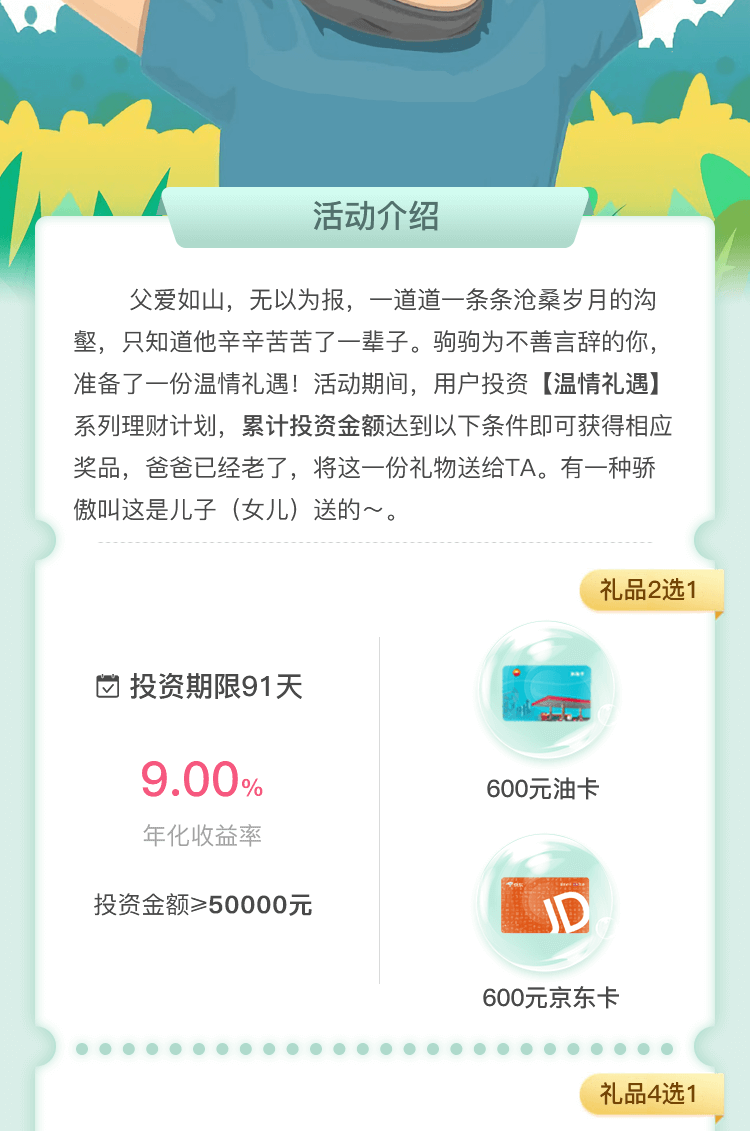 活动介绍
父爱如山，无以为报，一道道一条条沧桑岁月的沟
壑，只知道他辛辛苦苦了一辈子。驹驹为不善言辞的你，
准备了一份温情礼遇！活动期间，用户投资【温情礼遇】
系列理财计划，累计投资金额达到以下条件即可获得相应
奖品，爸爸已经老了，将这一份礼物送给TA。有一种骄
傲叫这是儿子（女儿）送的～。
礼品2选1
投资期限91天
9.00%
年化收益率
投资金额≥50000元
600元油卡
JD
600元京东卡
礼品4选1